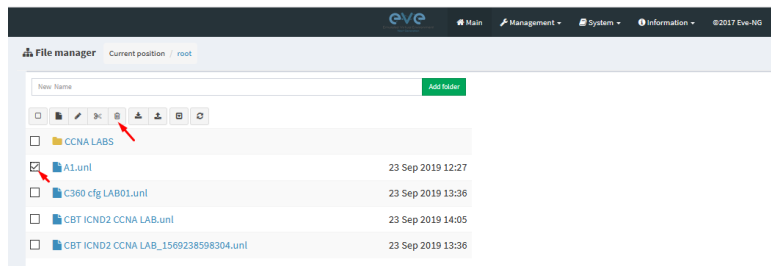 eve
Main
Management
System
Information
©2017 Eve-NG
File manager
Current position / root
New Name
Add folder
CCNA LABS
A1.unl 23 Sep 2019 12:27
C360 cfg LAB01.unl 23 Sep 2019 13:36
CBT ICND2 CCNA LAB.unl 23 Sep 2019 14:05
CBT ICND2 CCNA LAB_1569238598304.unl 23 Sep 2019 13:36